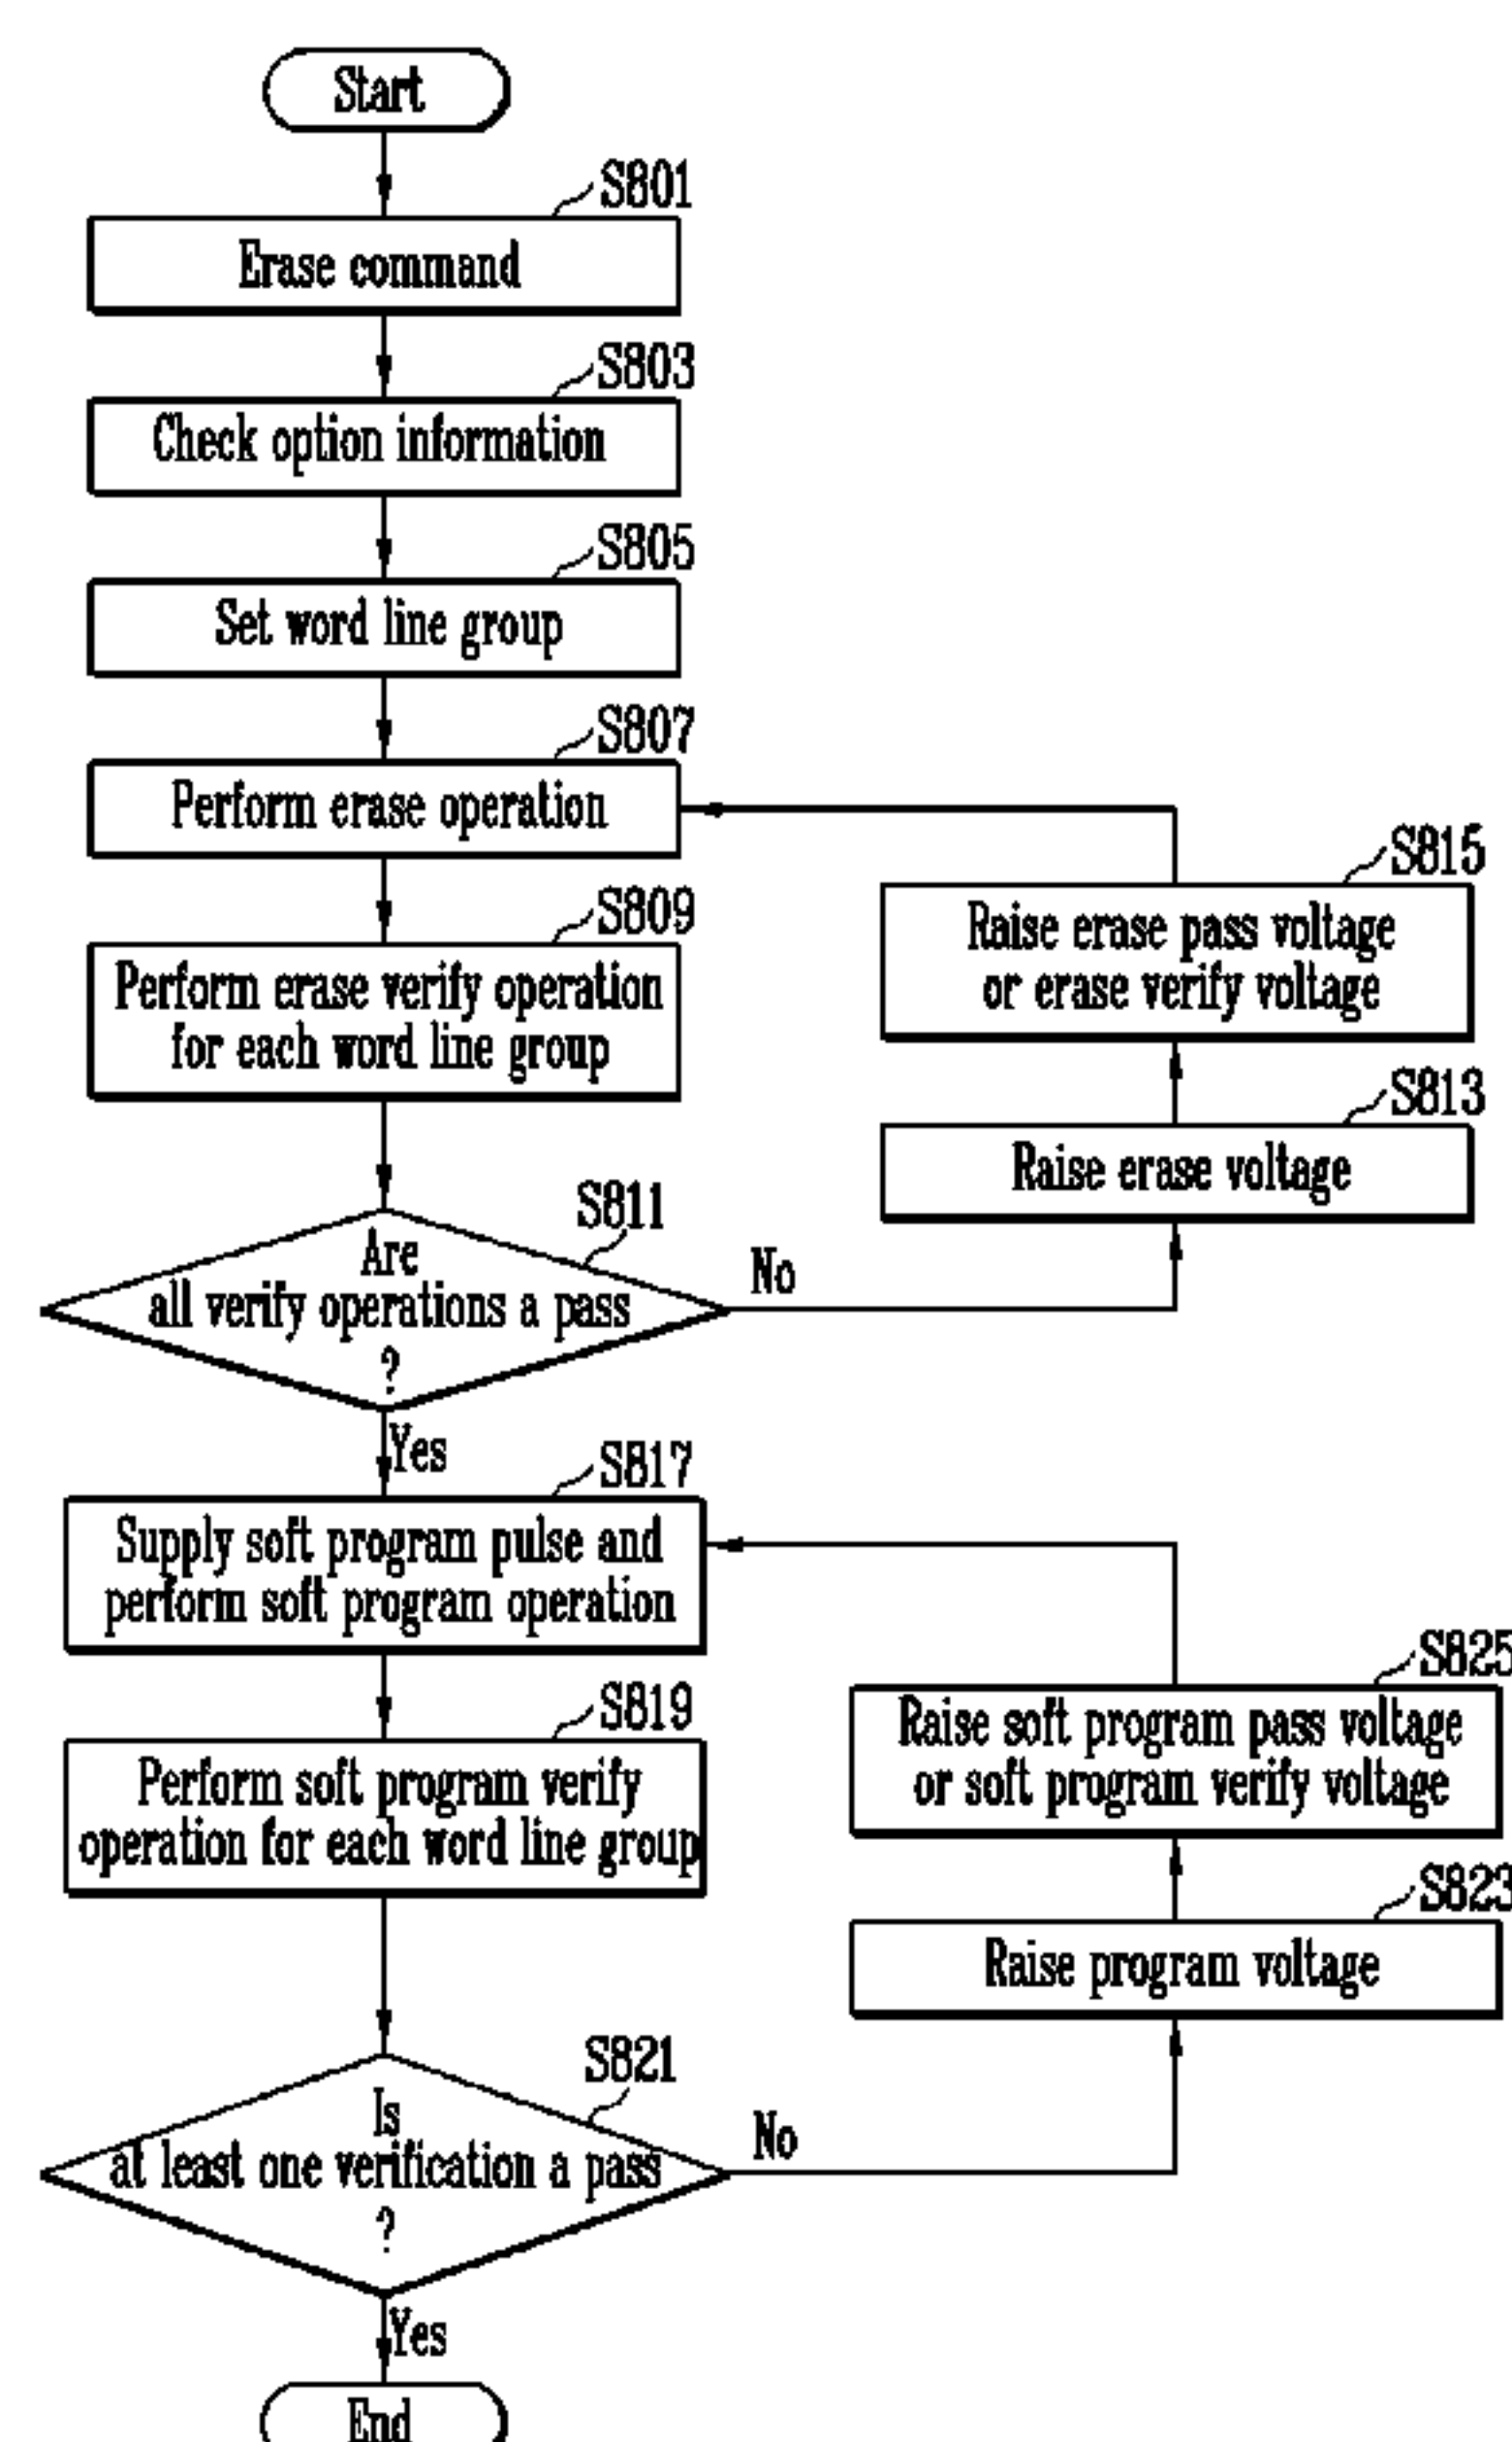 Start
S801
Erase command
S803
Check option information
S805
Set word line group
S807
Perform erase operation
S809
Perform erase verify operation
for each word line group
S815
Raise erase pass voltage
or erase verify voltage
S813
Raise erase voltage
S811
Are
all verify operations a pass
?
No
Yes
S817
Supply soft program pulse and
perform soft program operation
S819
Perform soft program verify
operation for each word line group
S825
Raise soft program pass voltage
or soft program verify voltage
S823
Raise program voltage
S821
Is
at least one verification a pass
?
No
Yes
End